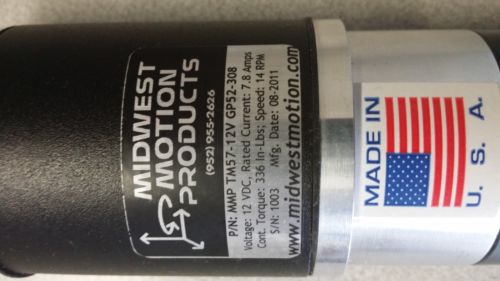 MIDWEST
MOTION
PRODUCTS
(952) 955-2626
P/N: MMP TM57-12V GP52-308
Voltage: 12 VDC, Rated Current: 7.8 Amps
Cont. Torque: 336 In-Lbs; Speed: 14 RPM
S/N: 1003 Mfg. Date: 08-2011
www.midwestmotion.com
MADE IN
U. S. A.